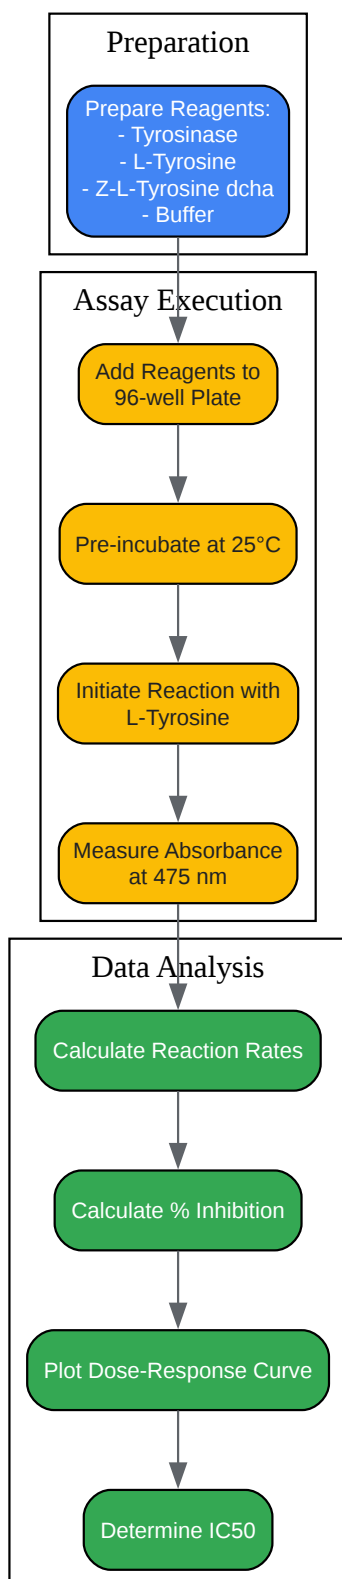 Preparation
Prepare Reagents:
- Tyrosinase
- L-Tyrosine
- Z-L-Tyrosine dcha
- Buffer
Assay Execution
Add Reagents to
96-well Plate
Pre-incubate at 25°C
Initiate Reaction with
L-Tyrosine
Measure Absorbance
at 475 nm
Data Analysis
Calculate Reaction Rates
Calculate % Inhibition
Plot Dose-Response Curve
Determine IC50